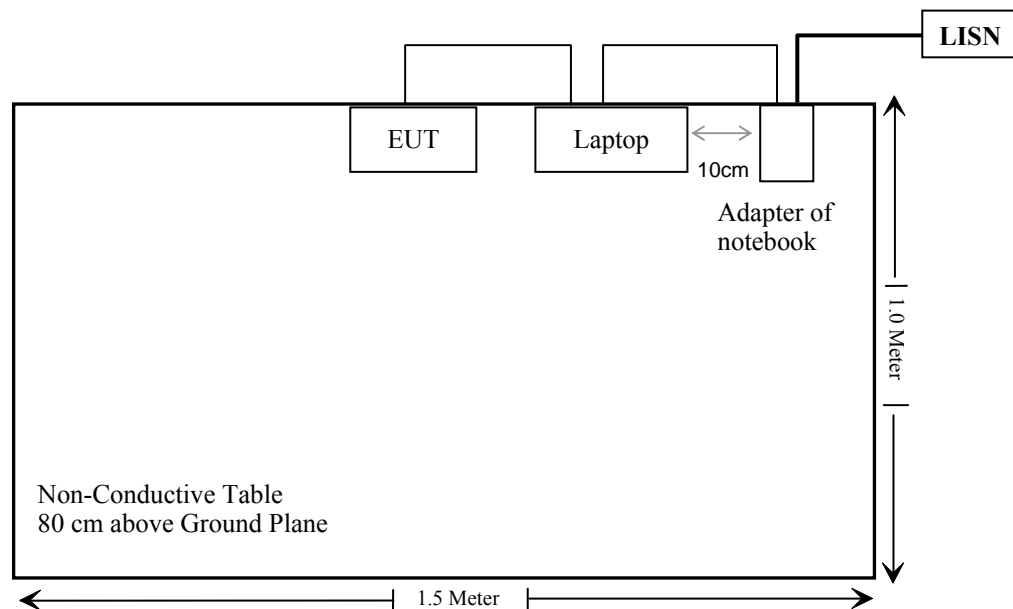 LISN
EUT
Laptop
10cm
Adapter of
notebook
1.0 Meter
Non-Conductive Table
80 cm above Ground Plane
1.5 Meter